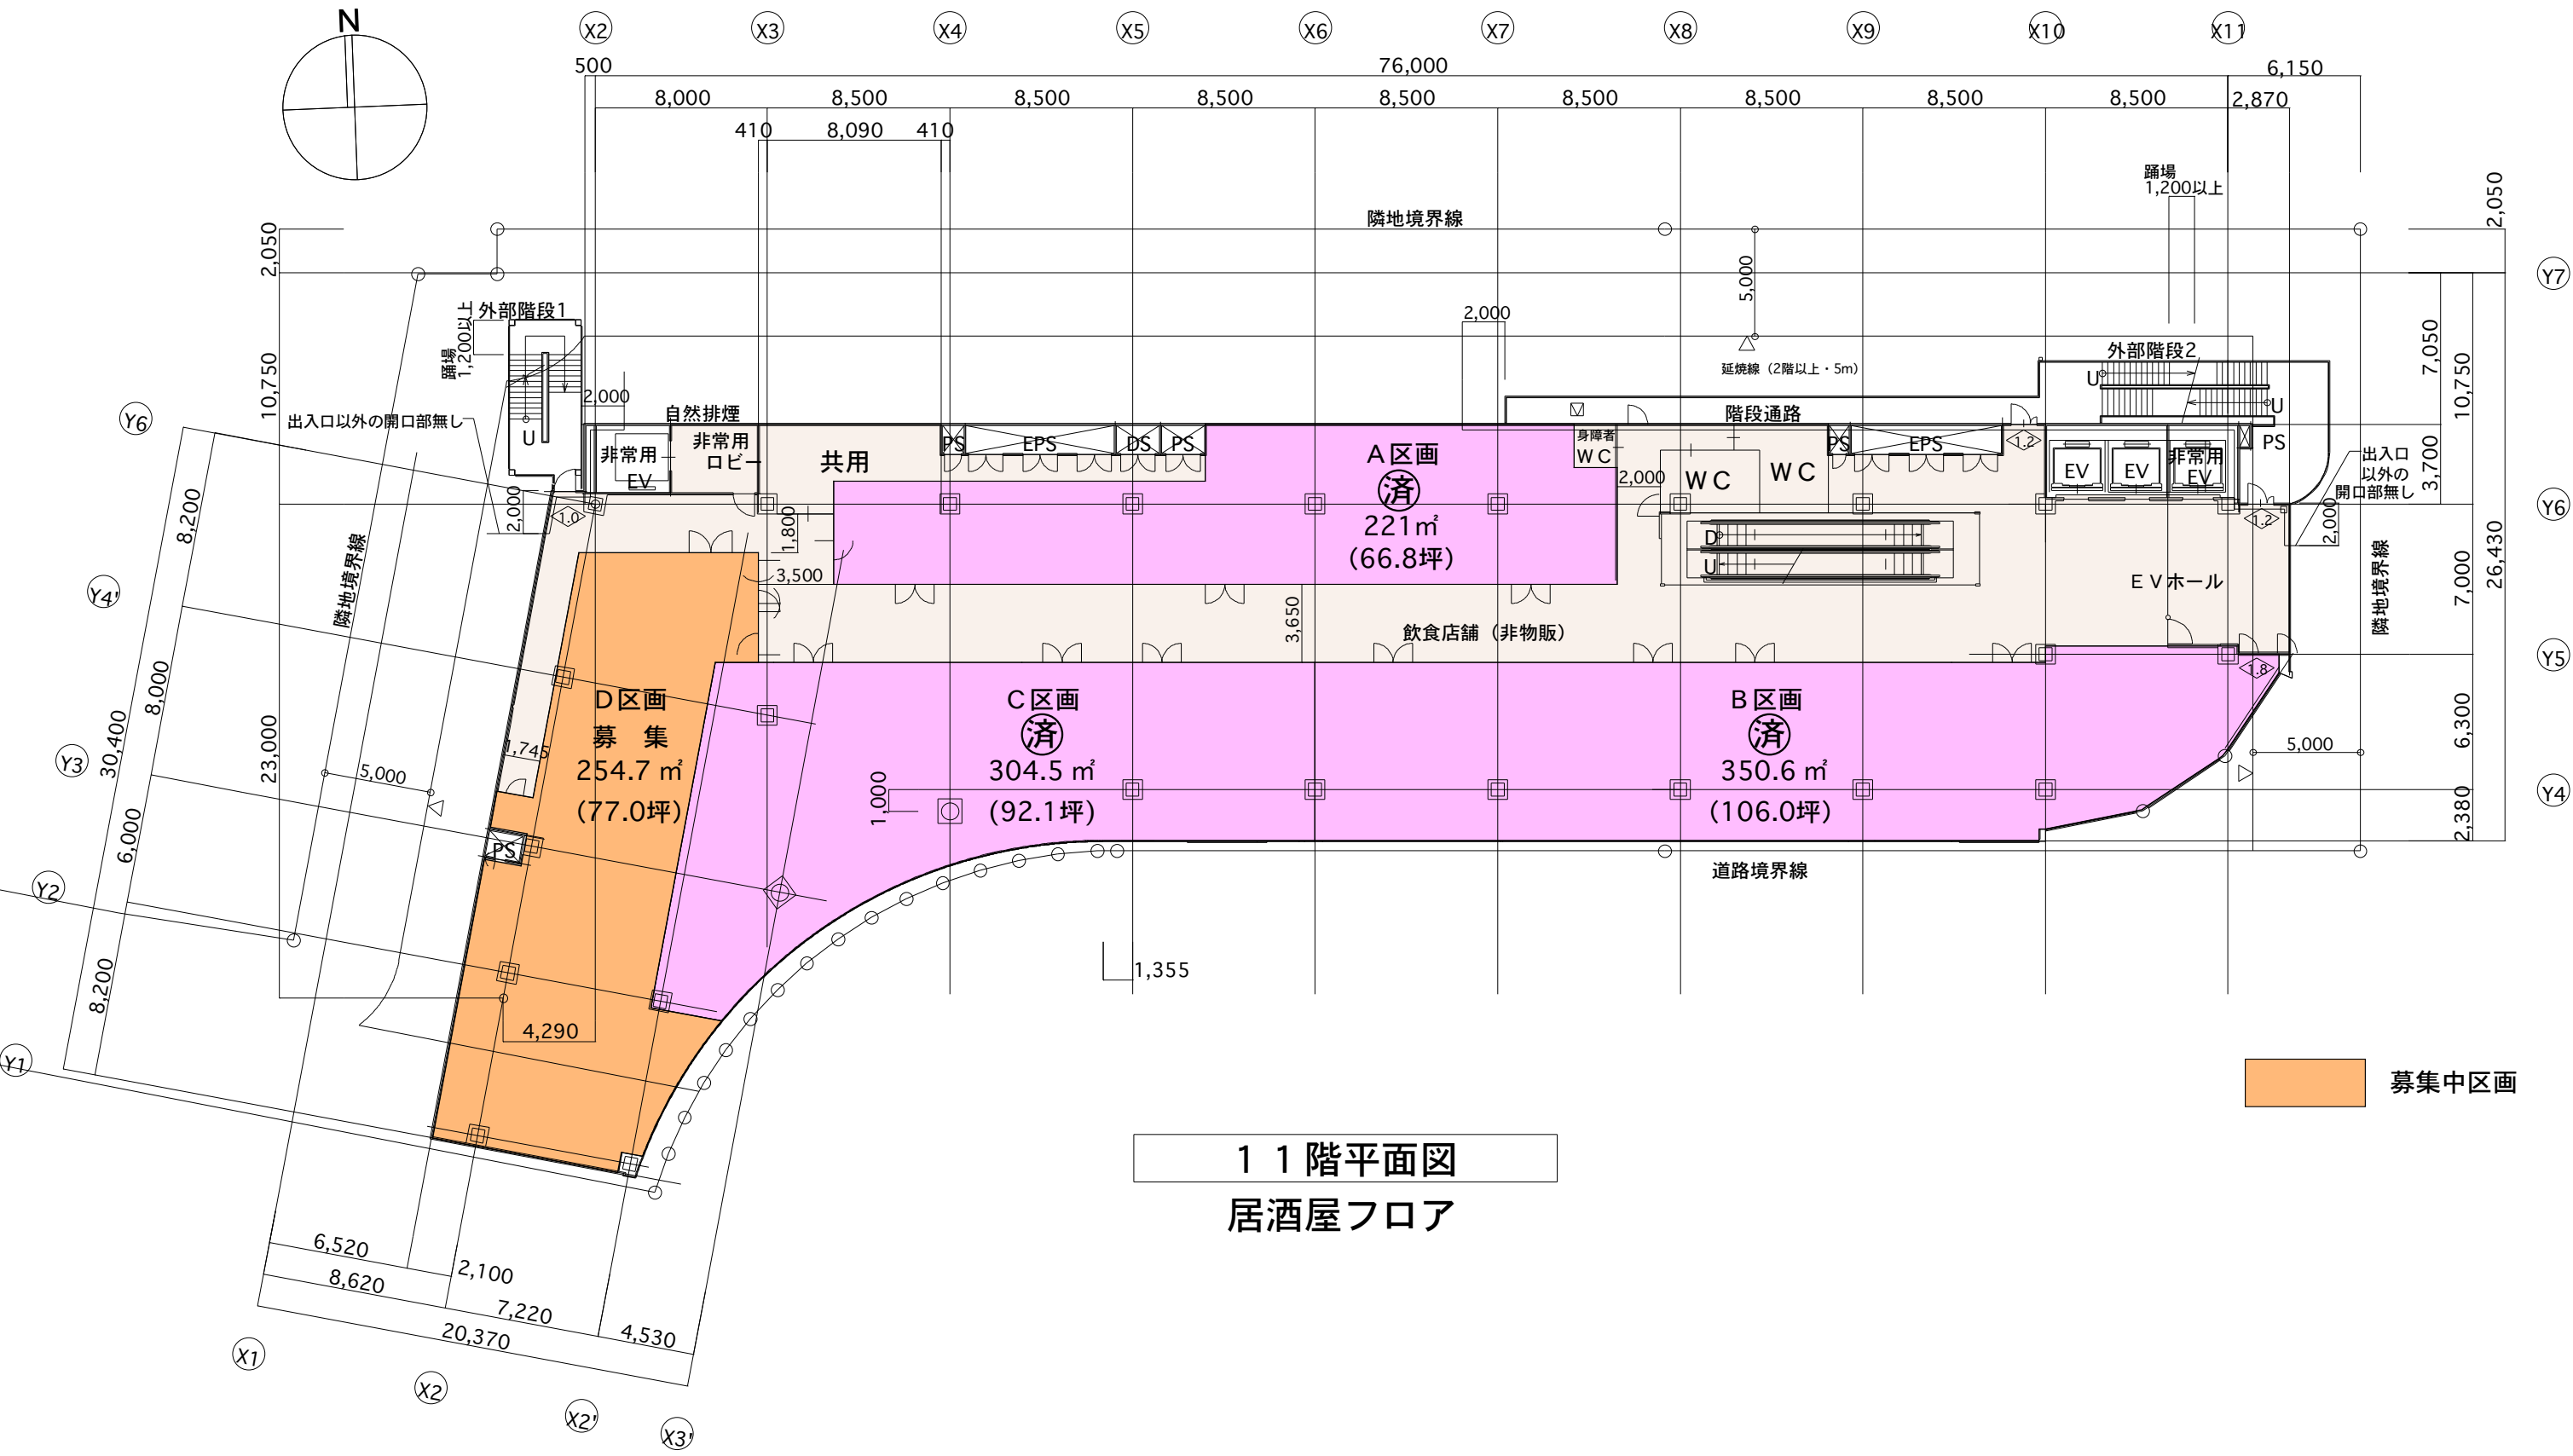 N
X2
X3
X4
X5
X6
X7
X8
X9
X10
X11
500
76,000
6,150
8,000
8,500
8,500
8,500
8,500
8,500
8,500
8,500
8,500
2,870
410
8,090
410
踊場
1,200以上
2,050
2,050
隣地境界線
Y7
5,000
外部階段1
踊場
1,200以上
2,000
延焼線（2階以上・5m）
外部階段2
U
U
7,050
10,750
10,750
2,000
自然排煙
階段通路
出入口以外の開口部無し
U
Y6
非常用
EV
非常用
ロビー
共用
PS
EPS
DS
PS
A区画
済
221㎡
(66.8坪)
身障者
WC
2,000
WC
WC
PS
EPS
1.2
EV
EV
非常用
EV
PS
出入口
以外の
開口部無し
3,700
Y6
8,200
2,000
1.0
1,800
3,500
D
U
1.2
2,000
EVホール
隣地境界線
7,000
26,430
隣地境界線
Y4'
3,650
飲食店舗（非物販）
Y5
1.8
8,000
30,400
23,000
D区画
募 集
254.7㎡
(77.0坪)
1,745
C区画
済
304.5㎡
(92.1坪)
B区画
済
350.6㎡
(106.0坪)
6,300
5,000
Y3
5,000
1,000
Y4
2,380
6,000
PS
道路境界線
Y2
8,200
1,355
4,290
Y1
募集中区画
11階平面図
居酒屋フロア
6,520
2,100
8,620
7,220
20,370
4,530
X1
X2
X2'
X3'